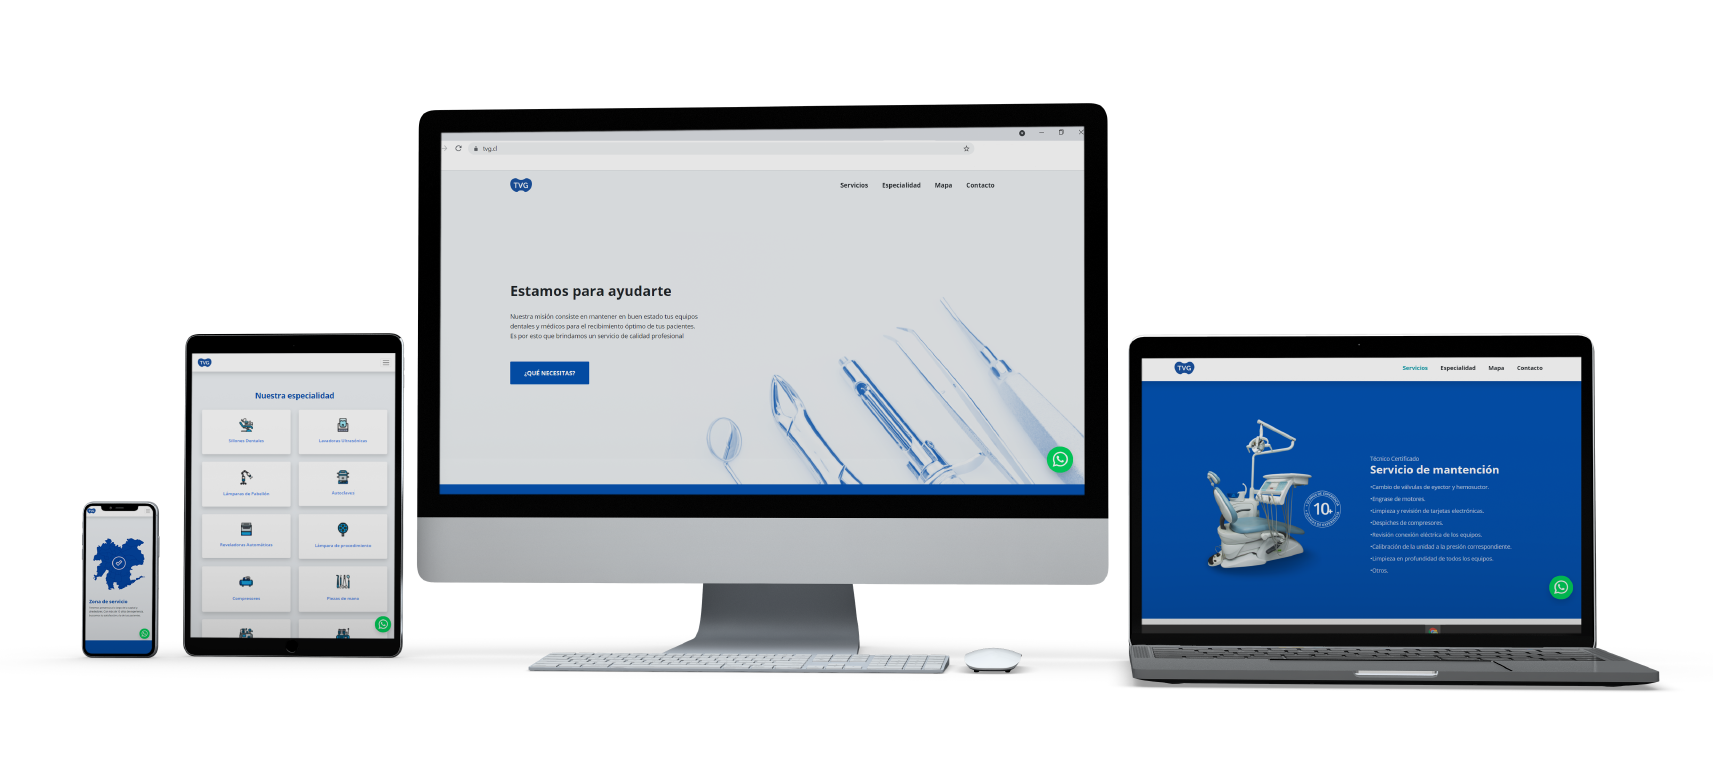 TVG
Zona de servicio
TVG
Nuestra especialidad
Sillones Dentales
Lavadoras Ultrasónicas
Lámparas de Pabellón
Autoclaves
Reveladoras Automáticas
Lámpara de procedimiento
Compresores
Piezas de mano
tvg.cl
TVG
Servicios Especialidad Mapa Contacto
Estamos para ayudarte
Nuestra misión consiste en mantener en buen estado tus equipos
dentales y médicos para el recibimiento óptimo de tus pacientes.
Es por esto que brindamos un servicio de calidad profesional
¿QUÉ NECESITAS?
TVG
Servicios Especialidad Mapa Contacto
10+
Técnico Certificado
Servicio de mantención
•Cambio de válvulas de eyector y hemosuctor.
•Engrase de motores.
•Limpieza y revisión de tarjetas electrónicas.
•Despiches de compresores.
•Revisión conexión eléctrica de los equipos.
•Calibración de la unidad a la presión correspondiente.
•Limpieza en profundidad de todos los equipos.
•Otros.